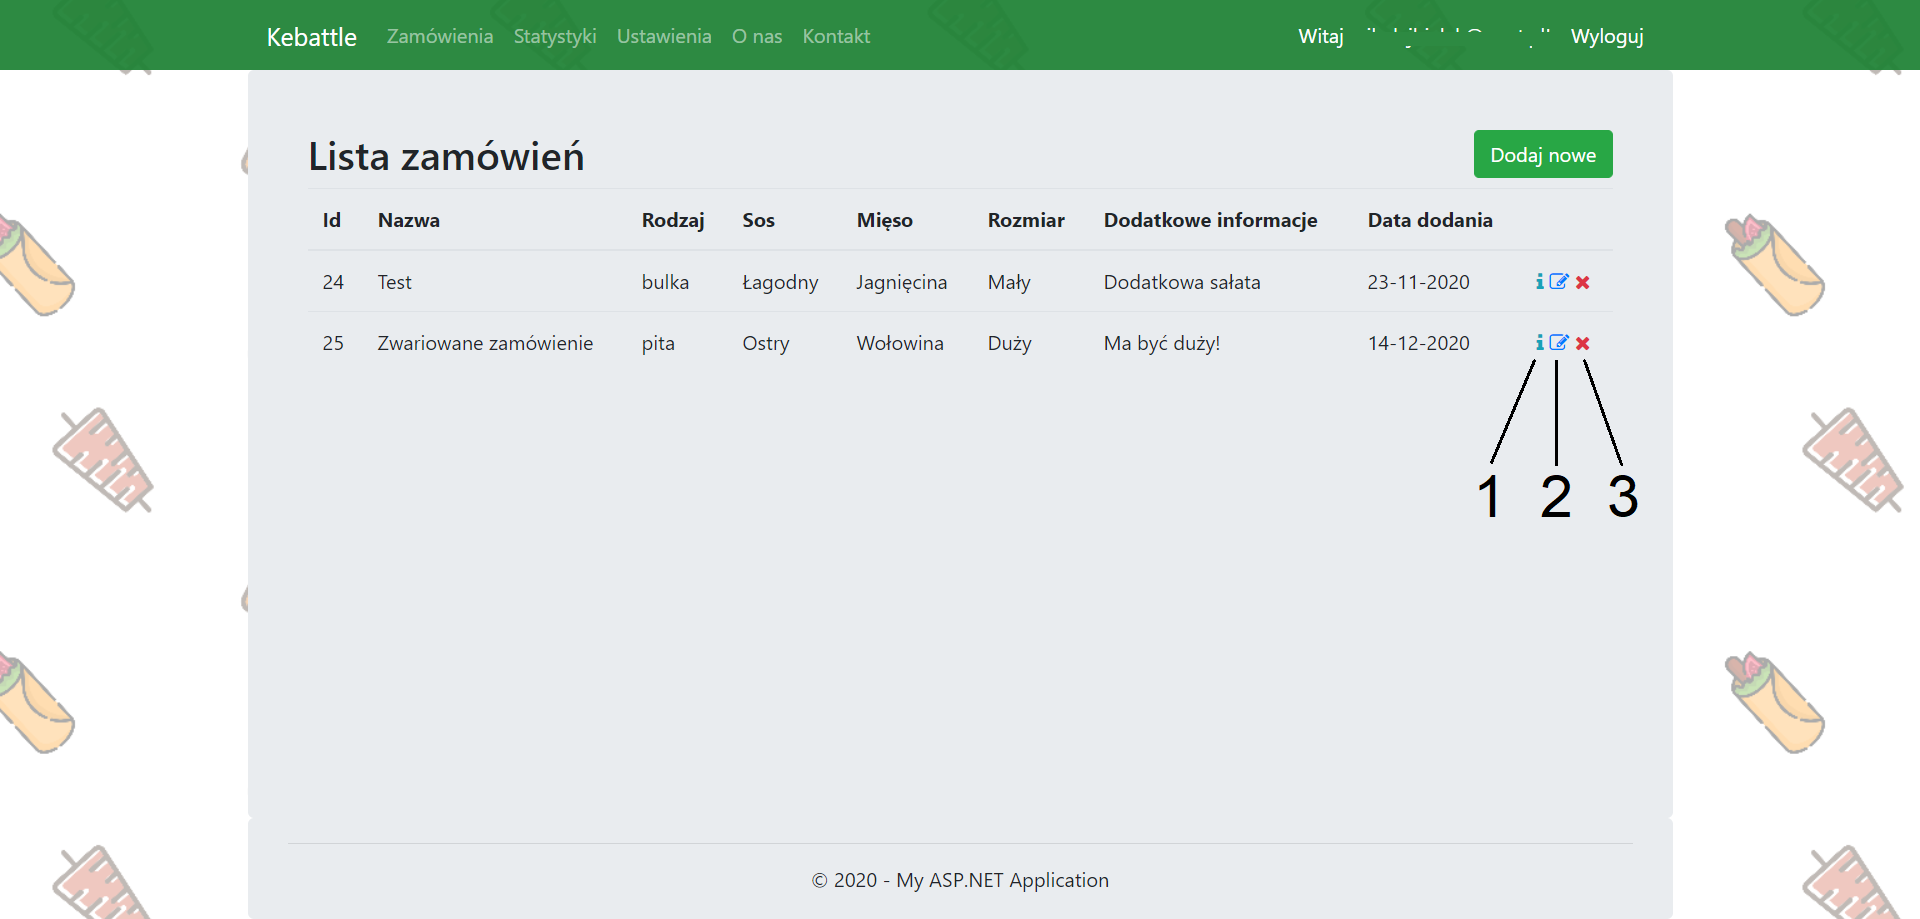 Kebattle Zamówienia Statystyki Ustawienia O nas Kontakt Witaj Wyloguj
Lista zamówień Dodaj nowe
Id Nazwa Rodzaj Sos Mięso Rozmiar Dodatkowe informacje Data dodania
24 Test bulka Łagodny Jagnięcina Mały Dodatkowa sałata 23-11-2020
25 Zwariowane zamówienie pita Ostry Wołowina Duży Ma być duży! 14-12-2020
1 2 3
© 2020 - My ASP.NET Application